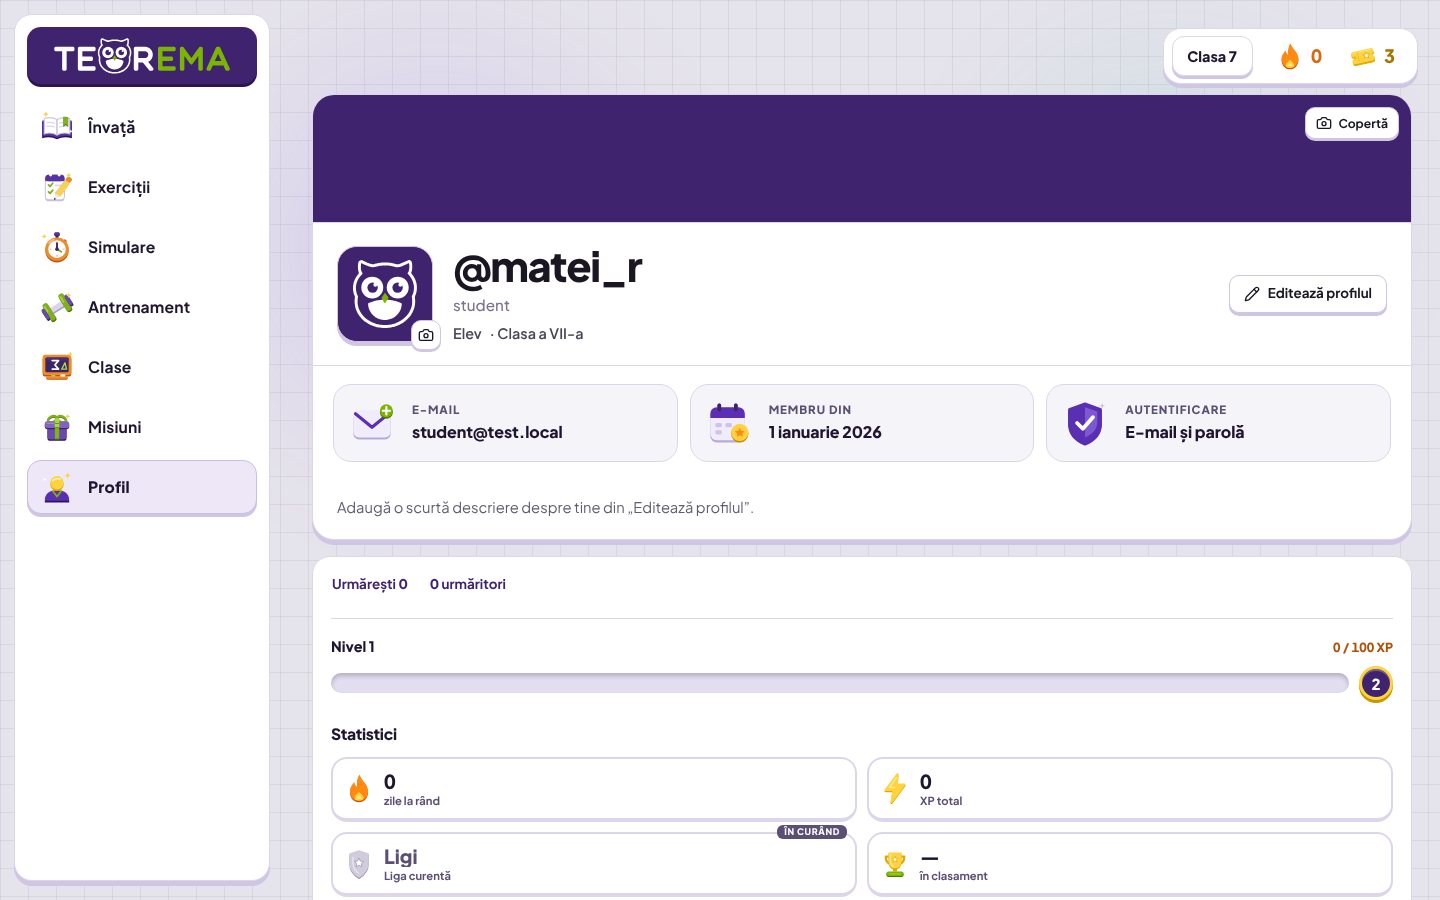 TEOREMA
Clasa 7
0
3
Învață
Exerciții
Simulare
Antrenament
Clase
Misiuni
Profil
Copertă
@matei_r
student
Elev · Clasa a VII-a
Editează profilul
E-MAIL
student@test.local
MEMBRU DIN
1 ianuarie 2026
AUTENTIFICARE
E-mail și parolă
Adaugă o scurtă descriere despre tine din „Editează profilul”.
Urmărești 0
0 urmăritori
Nivel 1
0 / 100 XP
2
Statistici
0
zile la rând
0
XP total
ÎN CURÂND
Ligi
Liga curentă
—
în clasament